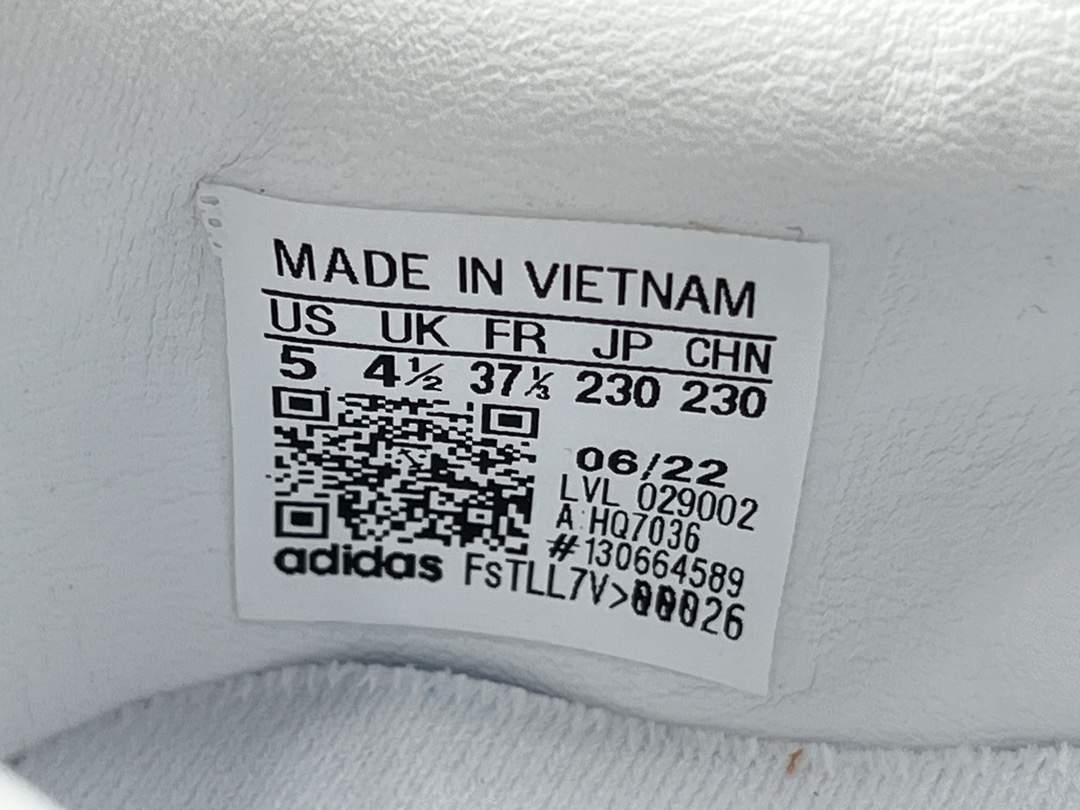 MADE IN VIETNAM
US UK FR JP CHN
5 4½ 37⅓ 230 230
06/22
LVL 029002
A:HQ7036
#130664589
adidas FsTLL7V>00026